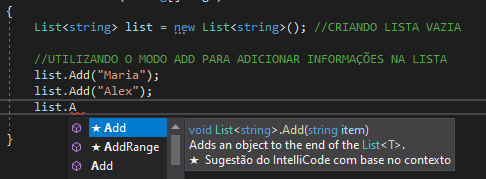 {
List<string> list = new List<string>(); //CRIANDO LISTA VAZIA
//UTILIZANDO O MODO ADD PARA ADICIONAR INFORMAÇÕES NA LISTA
list.Add("Maria");
list.Add("Alex");
list.A
★ Add
★ AddRange
Add
void List<string>.Add(string item)
Adds an object to the end of the List<T>.
★ Sugestão do IntelliCode com base no contexto
}